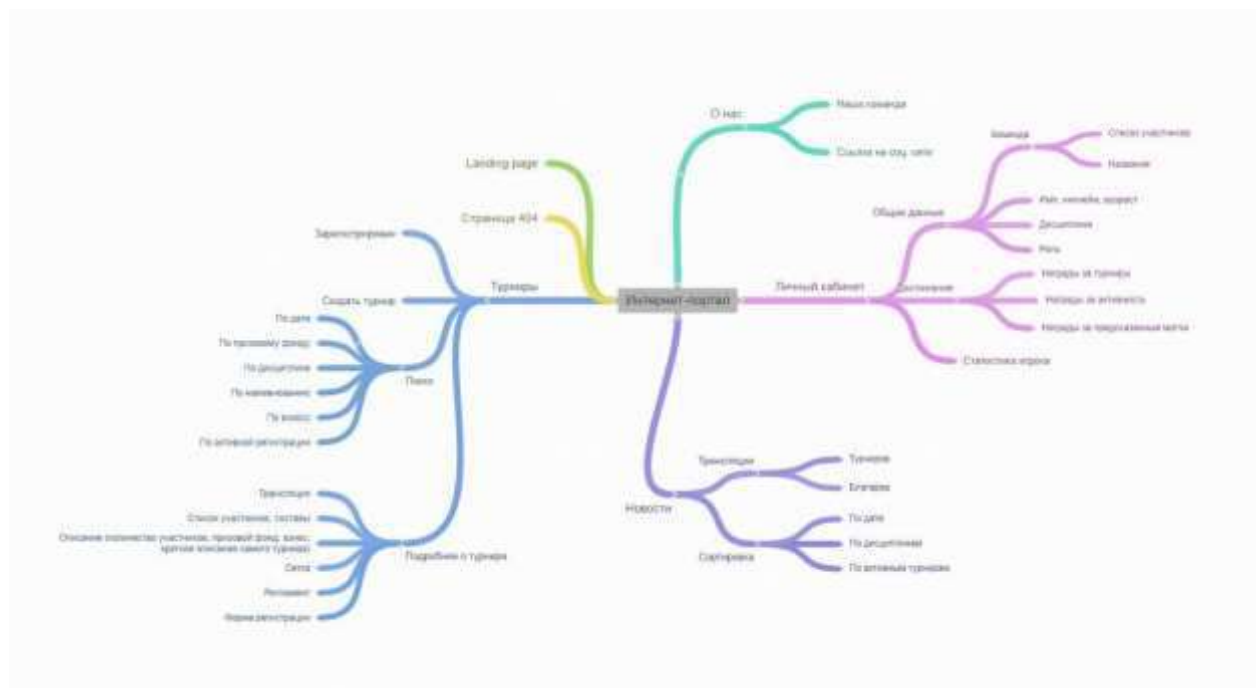 О нас
Наша команда
Ссылки на соц. сети
Landing page
Страница 404
Турниры
Зарегистрирован
Создать турнир
Поиск
По дате
По призовому фонду
По дисциплине
По наименованию
По взносу
По активной регистрации
Подробнее о турнире
Трансляция
Список участников, составы
Описание (количество участников, призовой фонд, взнос,
краткое описание самого турнира)
Сетка
Регламент
Форма регистрации
Интернет-портал
Личный кабинет
Общие данные
Команда
Список участников
Название
Имя, никнейм, возраст
Дисциплина
Роль
Достижения
Награды за турниры
Награды за активность
Награды за предсказанные матчи
Статистика игрока
Новости
Трансляции
Турниров
Блогеров
Сортировка
По дате
По дисциплинам
По активным турнирам